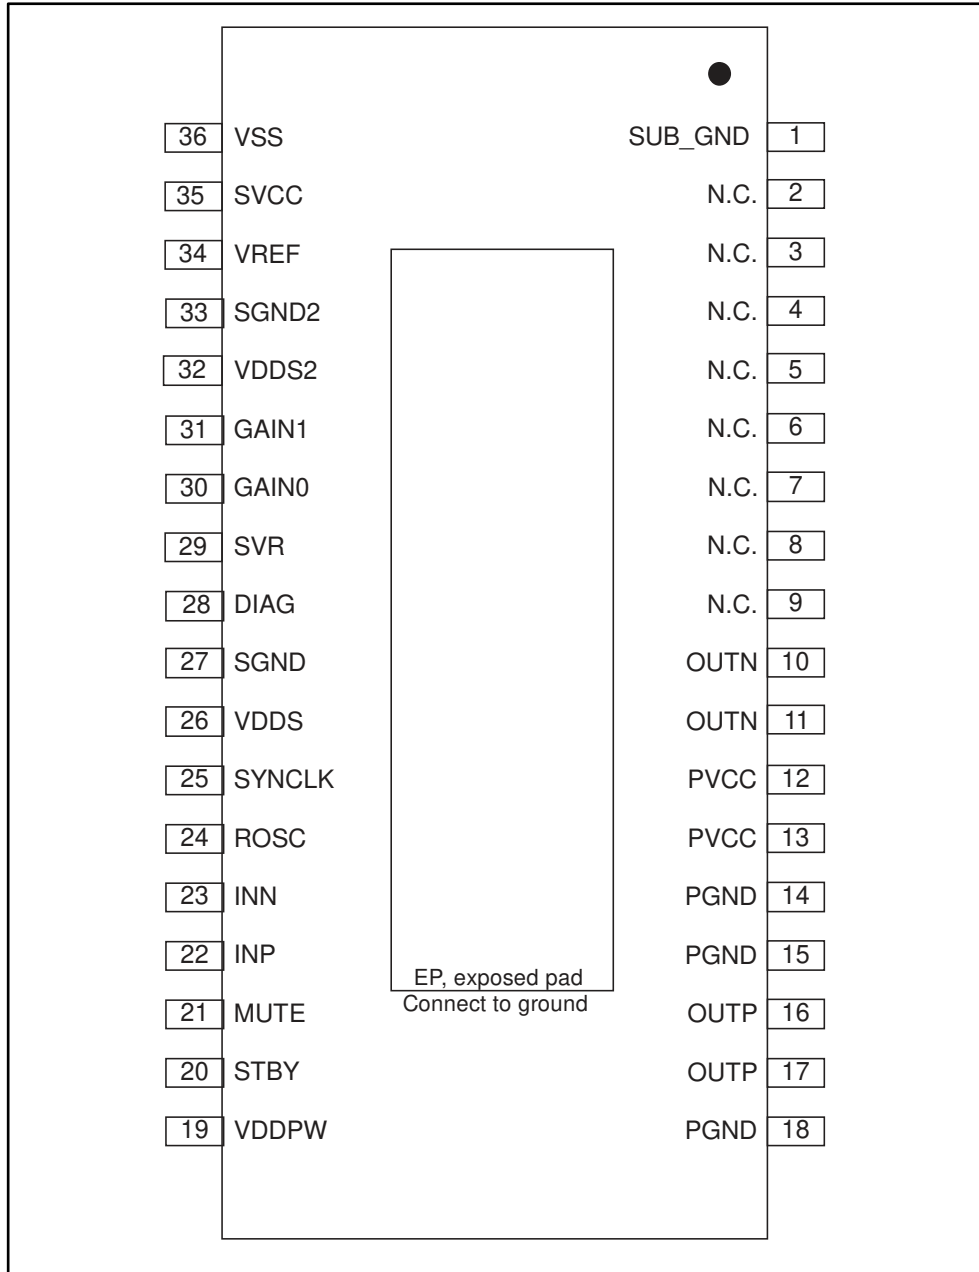 36 VSS SUB_GND 1
35 SVCC N.C. 2
34 VREF N.C. 3
33 SGND2 N.C. 4
32 VDDS2 N.C. 5
31 GAIN1 N.C. 6
30 GAIN0 N.C. 7
29 SVR N.C. 8
28 DIAG N.C. 9
27 SGND OUTN 10
26 VDDS OUTN 11
25 SYNCLK PVCC 12
24 ROSC PVCC 13
23 INN PGND 14
22 INP PGND 15
EP, exposed pad
Connect to ground
21 MUTE OUTP 16
20 STBY OUTP 17
19 VDDPW PGND 18